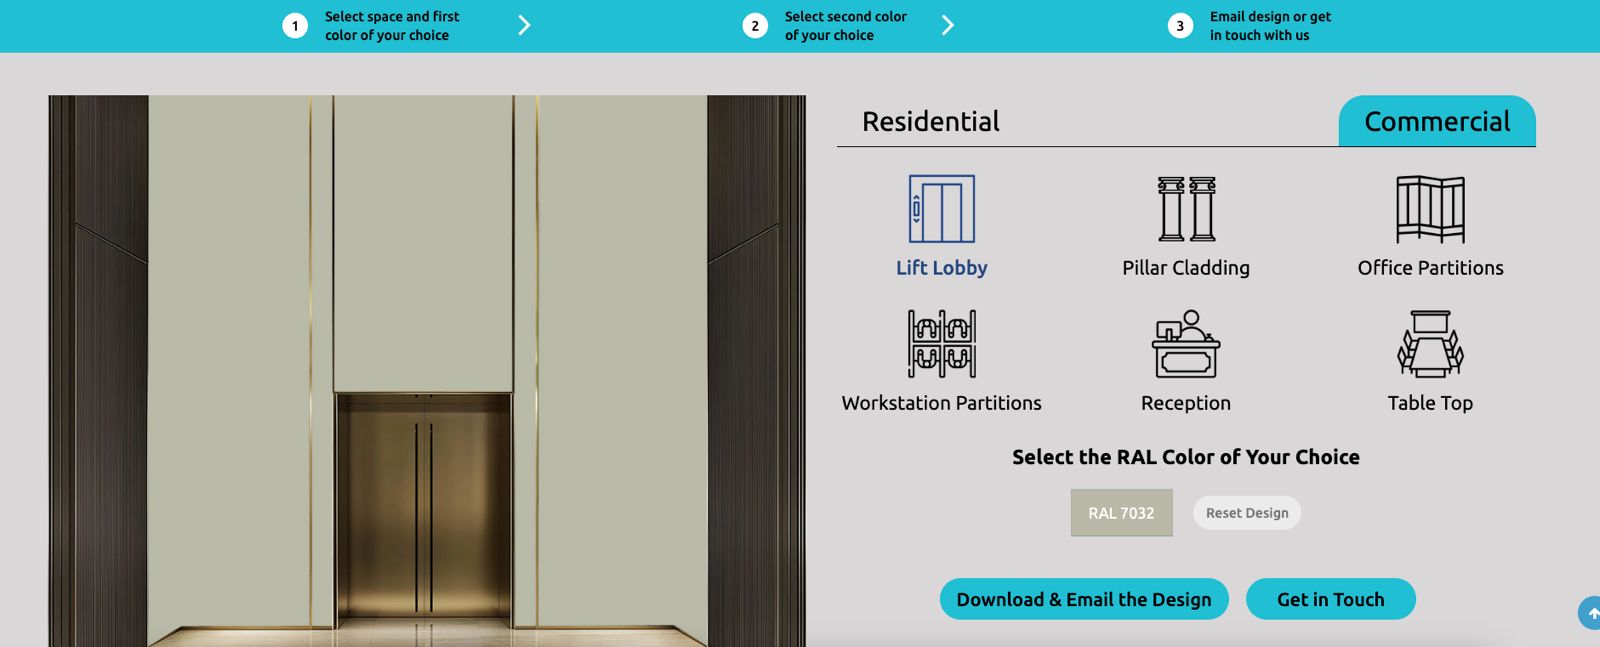 1
Select space and first
color of your choice
2
Select second color
of your choice
3
Email design or get
in touch with us
Residential
Commercial
Lift Lobby
Pillar Cladding
Office Partitions
Workstation Partitions
Reception
Table Top
Select the RAL Color of Your Choice
RAL 7032
Reset Design
Download & Email the Design
Get in Touch